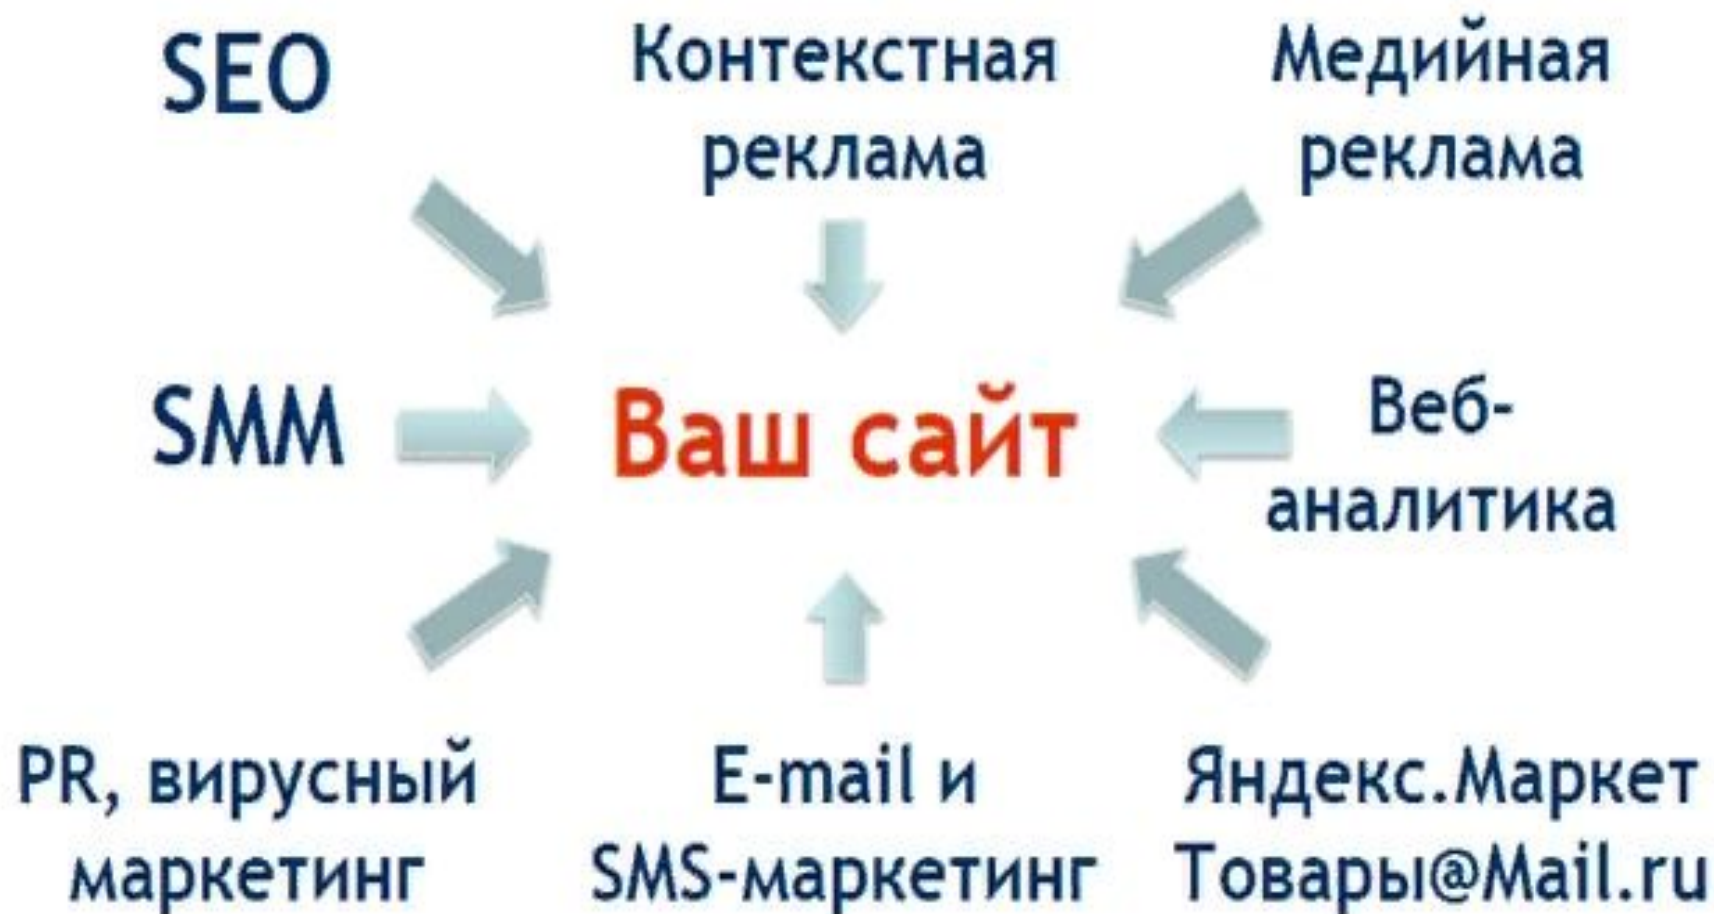 SEO
Контекстная
реклама
Медийная
реклама
SMM
Ваш сайт
Веб-
аналитика
PR, вирусный
маркетинг
E-mail и
SMS-маркетинг
Яндекс.Маркет
Товары@Mail.ru